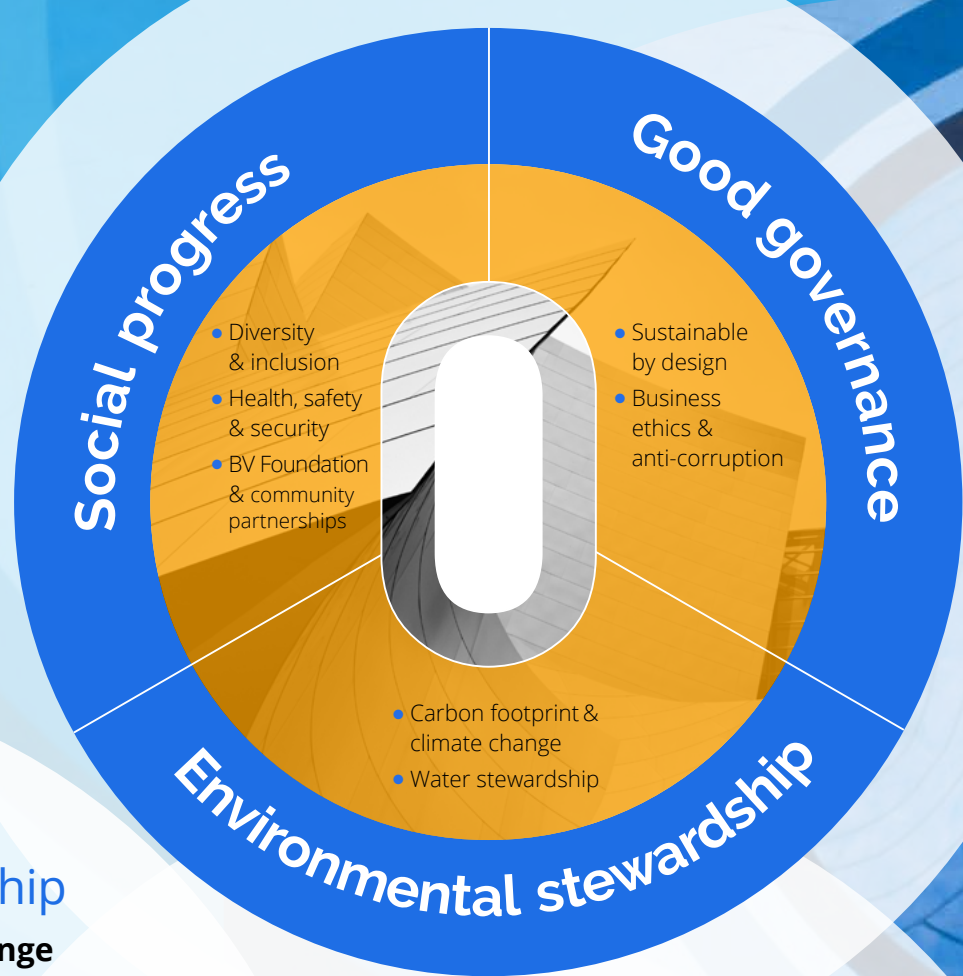 Social progress
Good governance
Diversity
& inclusion
Health, safety
& security
BV Foundation
& community
partnerships
Sustainable
by design
Business
ethics &
anti-corruption
Carbon footprint &
climate change
Water stewardship
Environmental stewardship
hip
nge